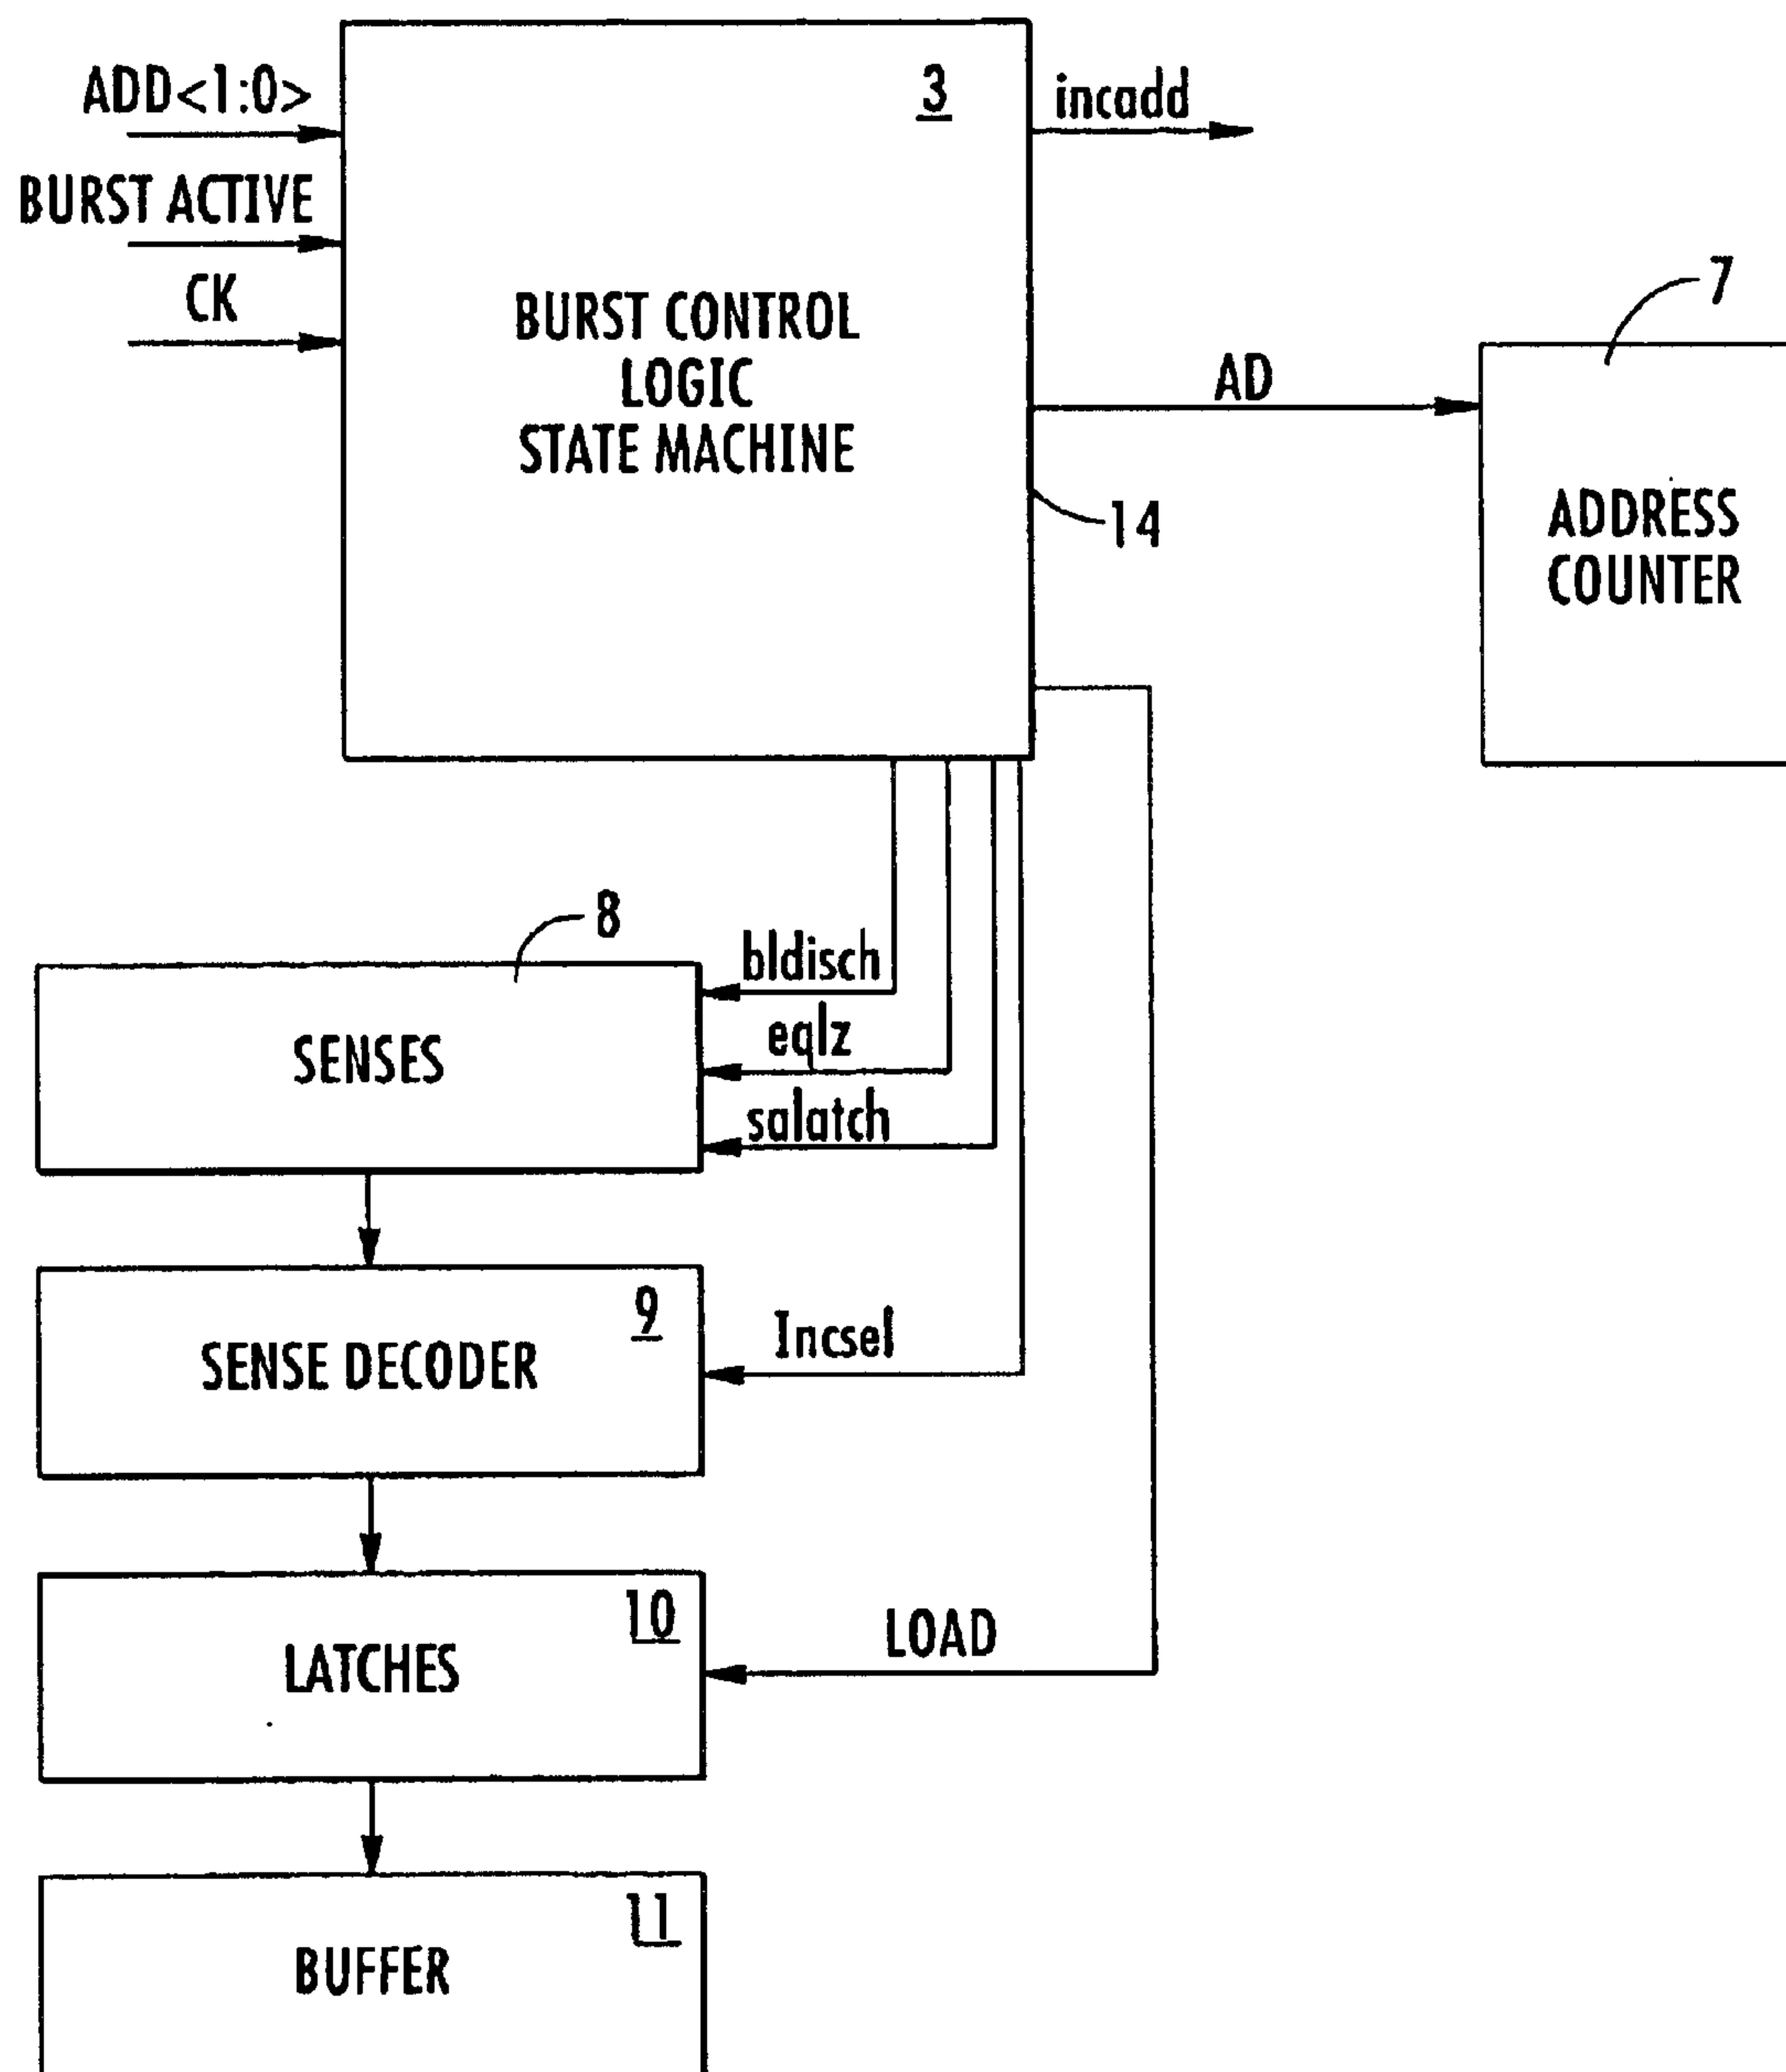 ADD<1:0>
BURST ACTIVE
CK
3
BURST CONTROL
LOGIC
STATE MACHINE
incadd
AD
7
ADDRESS
COUNTER
14
8
SENSES
bldisch
eqlz
salatch
9
SENSE DECODER
Incsel
10
LATCHES
LOAD
11
BUFFER